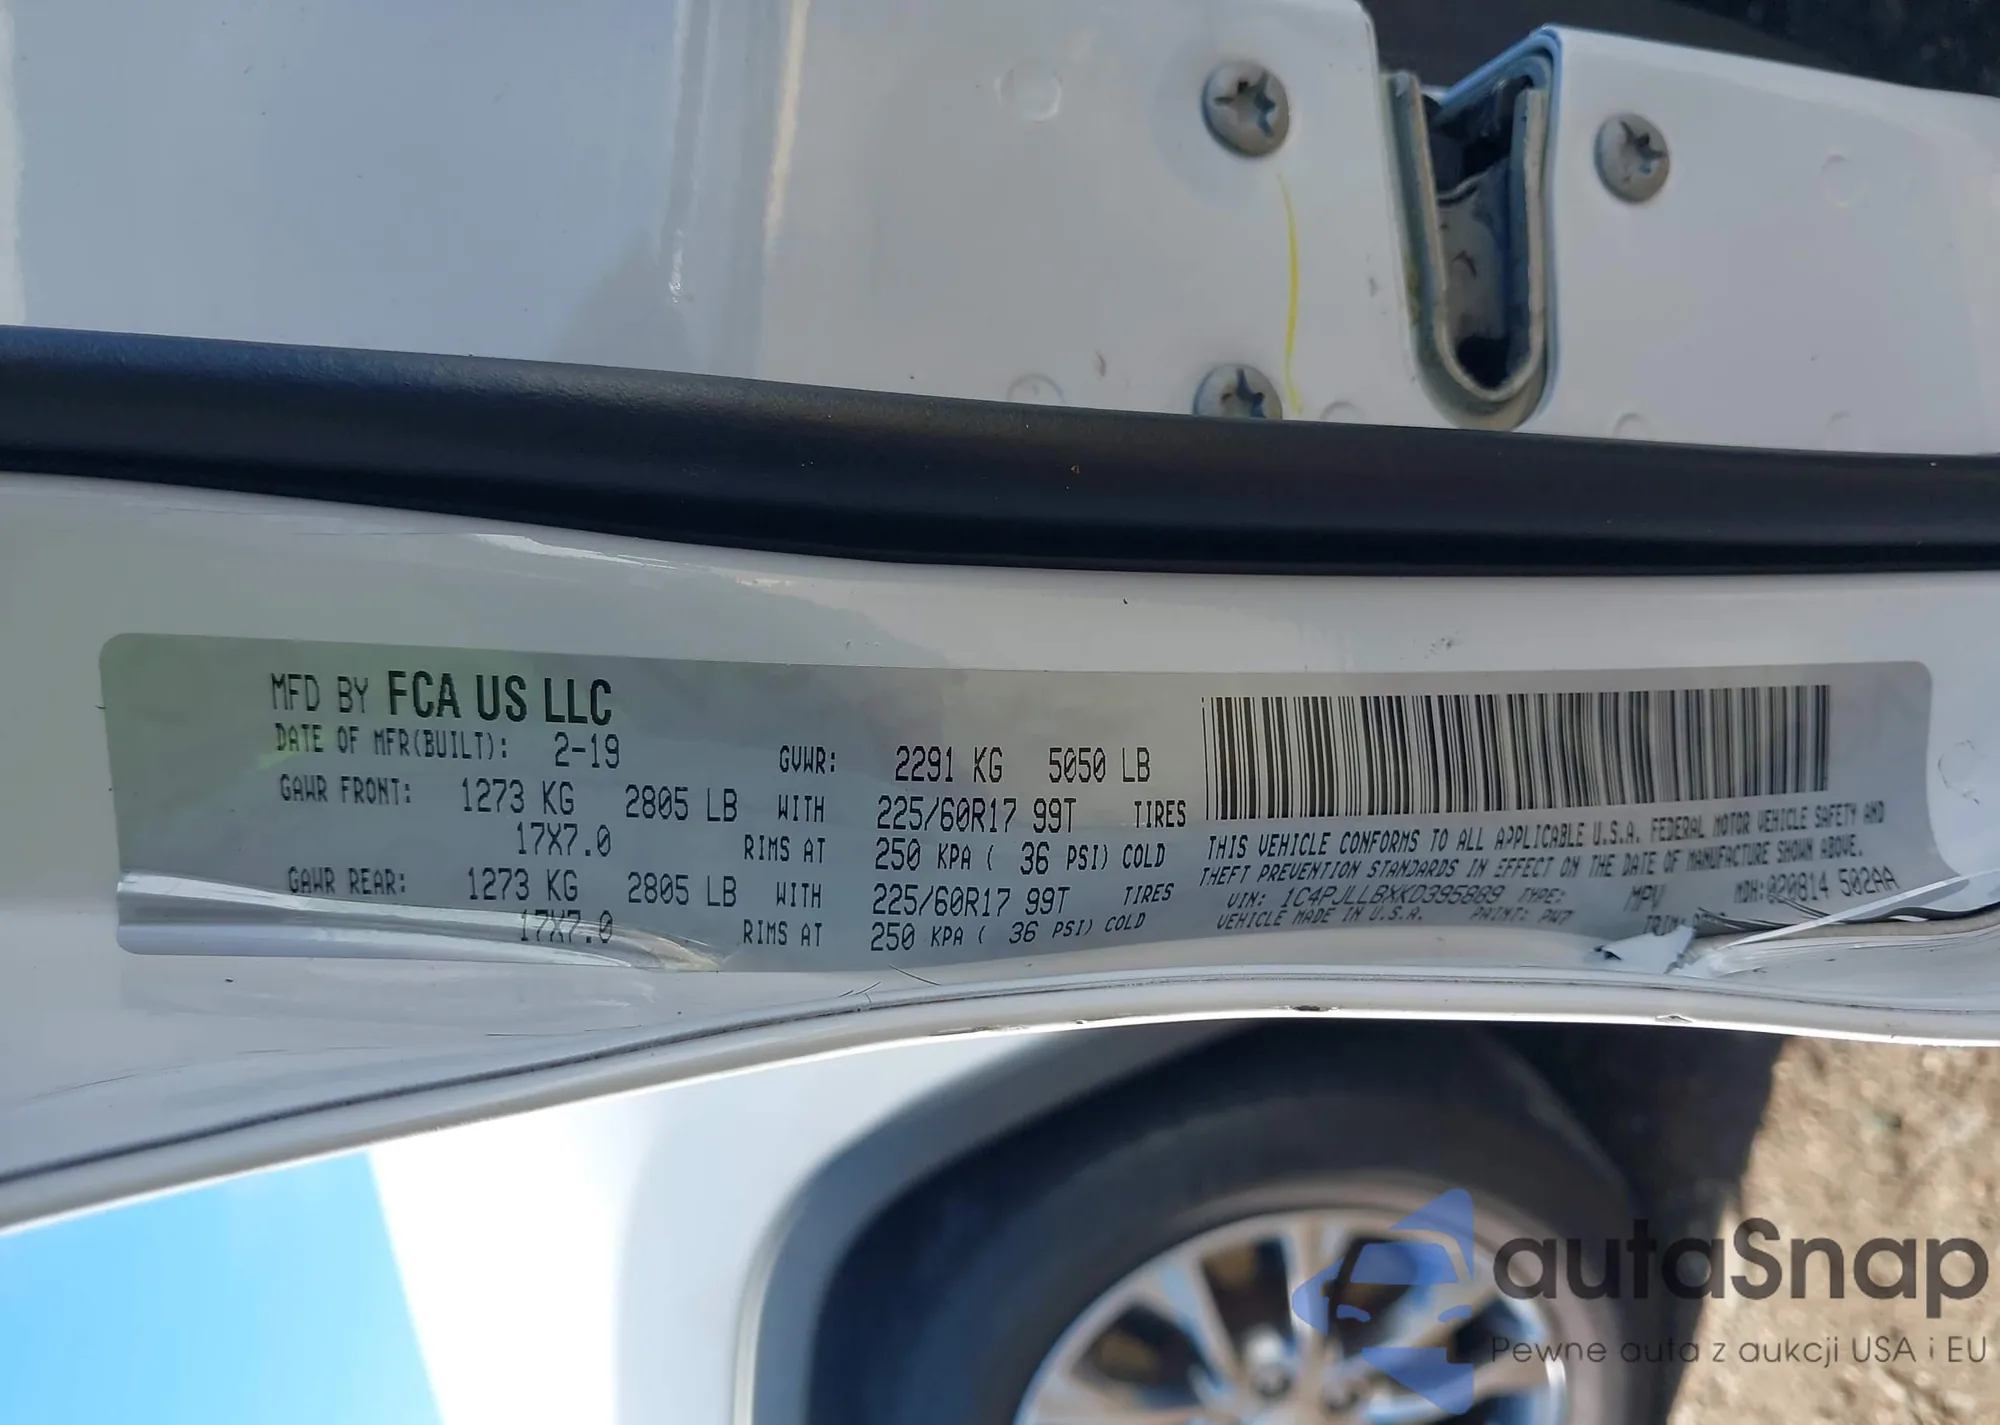 MFD BY FCA US LLC
DATE OF MFR(BUILT): 2-19 GVWR: 2291 KG 5050 LB
GAWR FRONT: 1273 KG 2805 LB WITH 225/60R17 99T TIRES
17X7.0 RIMS AT 250 KPA ( 36 PSI) COLD
GAWR REAR: 1273 KG 2805 LB WITH 225/60R17 99T TIRES
17X7.0 RIMS AT 250 KPA ( 36 PSI) COLD
THIS VEHICLE CONFORMS TO ALL APPLICABLE U.S.A. FEDERAL MOTOR VEHICLE SAFETY AND
THEFT PREVENTION STANDARDS IN EFFECT ON THE DATE OF MANUFACTURE SHOWN ABOVE.
VIN: 1C4PJLLBXKD395889 TYPE: MPV MDH:020814 502AA
VEHICLE MADE IN U.S.A. PAINT: PW7 TRIM:
autaSnap
Pewne auta z aukcji USA i EU